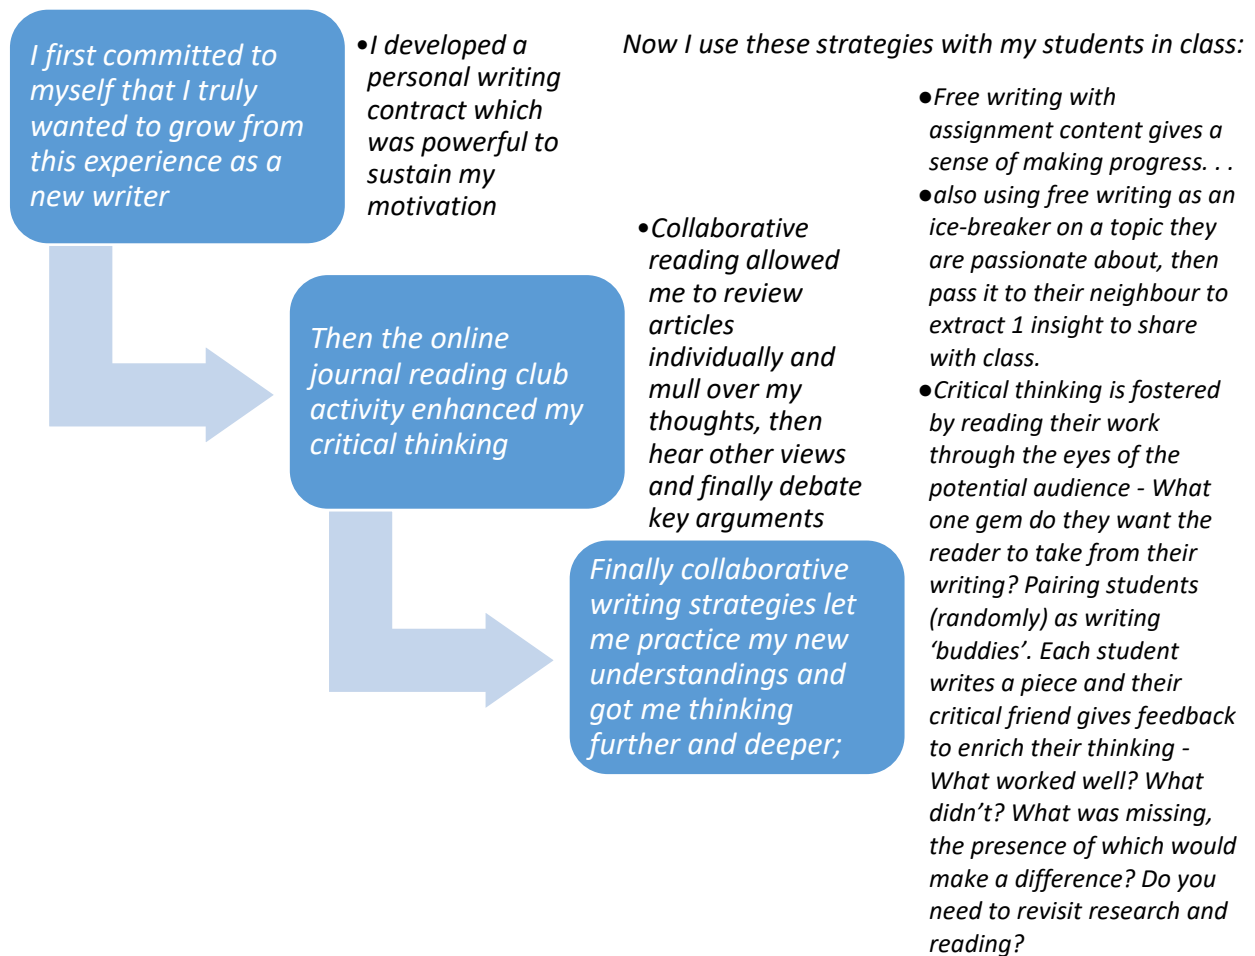 I first committed to
myself that I truly
wanted to grow from
this experience as a
new writer
•I developed a
personal writing
contract which
was powerful to
sustain my
motivation
Then the online
journal reading club
activity enhanced my
critical thinking
•Collaborative
reading allowed
me to review
articles
individually and
mull over my
thoughts, then
hear other views
and finally debate
key arguments
Finally collaborative
writing strategies let
me practice my new
understandings and
got me thinking
further and deeper;
Now I use these strategies with my students in class:
●Free writing with
assignment content gives a
sense of making progress. . .
●also using free writing as an
ice-breaker on a topic they
are passionate about, then
pass it to their neighbour to
extract 1 insight to share
with class.
●Critical thinking is fostered
by reading their work
through the eyes of the
potential audience - What
one gem do they want the
reader to take from their
writing? Pairing students
(randomly) as writing
‘buddies’. Each student
writes a piece and their
critical friend gives feedback
to enrich their thinking -
What worked well? What
didn’t? What was missing,
the presence of which would
make a difference? Do you
need to revisit research and
reading?